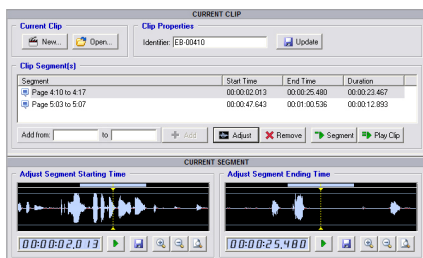 CURRENT CLIP
Current Clip
Clip Properties
New...
Open...
Identifier: EB-00410
Update
Clip Segment(s)
Segment Start Time End Time Duration
Page 4:10 to 4:17 00:00:02.013 00:00:25.480 00:00:23.467
Page 5:03 to 5:07 00:00:47.643 00:01:00.536 00:00:12.893
Add from: to Add Adjust Remove Segment Play Clip
CURRENT SEGMENT
Adjust Segment Starting Time
Adjust Segment Ending Time
00:00:02,013
00:00:25,480